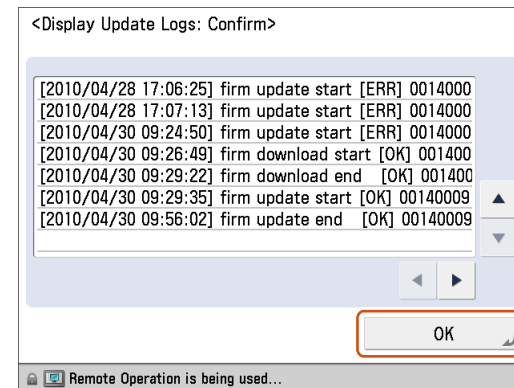 <Display Update Logs: Confirm>
[2010/04/28 17:06:25] firm update start [ERR] 0014000
[2010/04/28 17:07:13] firm update start [ERR] 0014000
[2010/04/30 09:24:50] firm update start [ERR] 0014000
[2010/04/30 09:26:49] firm download start [OK] 001400
[2010/04/30 09:29:22] firm download end [OK] 001400
[2010/04/30 09:29:35] firm update start [OK] 00140009
[2010/04/30 09:56:02] firm update end [OK] 00140009
OK
Remote Operation is being used...